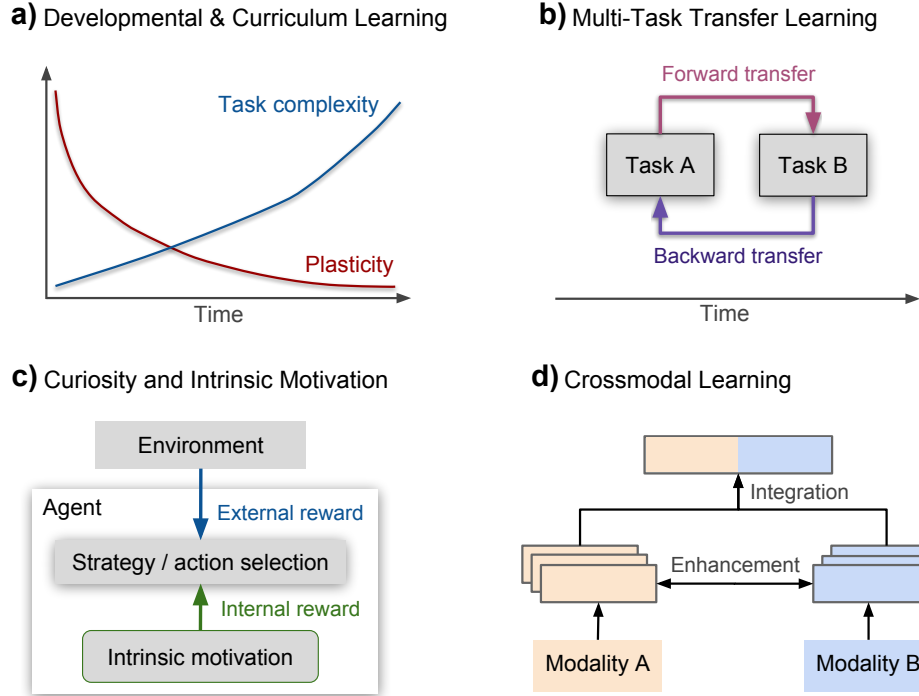 a) Developmental & Curriculum Learning
Task complexity
Plasticity
Time
b) Multi-Task Transfer Learning
Forward transfer
Task A
Task B
Backward transfer
Time
c) Curiosity and Intrinsic Motivation
Environment
Agent
External reward
Strategy / action selection
Internal reward
Intrinsic motivation
d) Crossmodal Learning
Integration
Enhancement
Modality A
Modality B